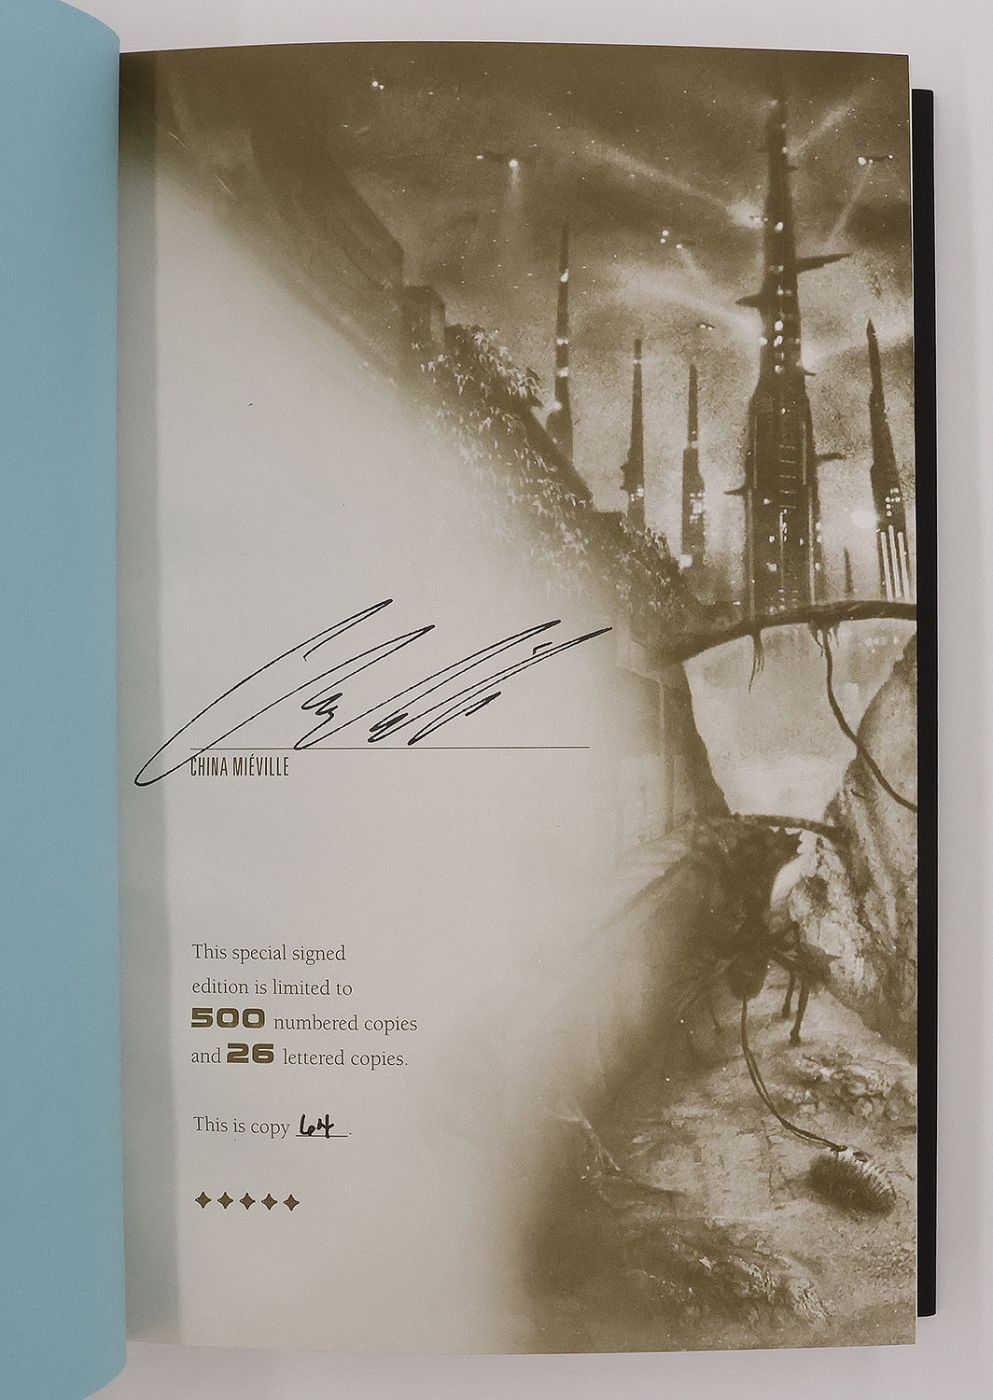 CHINA MIÉVILLE
This special signed
edition is limited to
500 numbered copies
and 26 lettered copies.
This is copy 64.